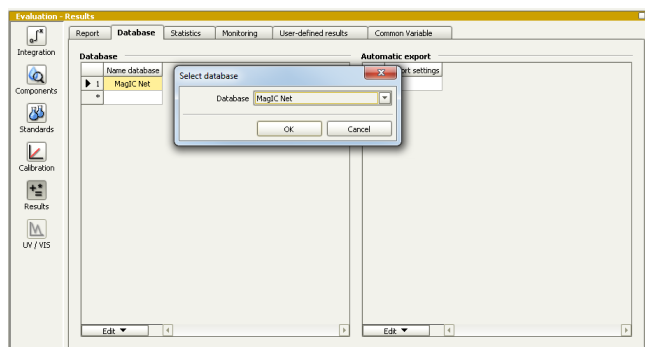 Evaluation - Results
Report Database Statistics Monitoring User-defined results Common Variable
Integration
Components
Standards
Calibration
Results
UV / VIS
Database
Name database
1 MagIC Net
*
Edit
Automatic export
rt settings
Edit
Select database
Database MagIC Net
OK Cancel